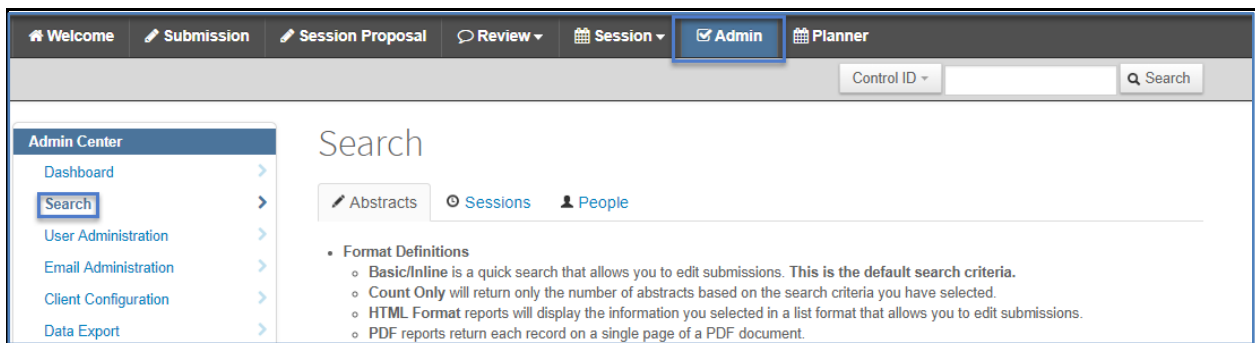 Welcome Submission Session Proposal Review Session Admin Planner
Control ID Search
Admin Center
Dashboard
Search
User Administration
Email Administration
Client Configuration
Data Export
Search
Abstracts Sessions People
• Format Definitions
○ Basic/Inline is a quick search that allows you to edit submissions. This is the default search criteria.
○ Count Only will return only the number of abstracts based on the search criteria you have selected.
○ HTML Format reports will display the information you selected in a list format that allows you to edit submissions.
○ PDF reports return each record on a single page of a PDF document.